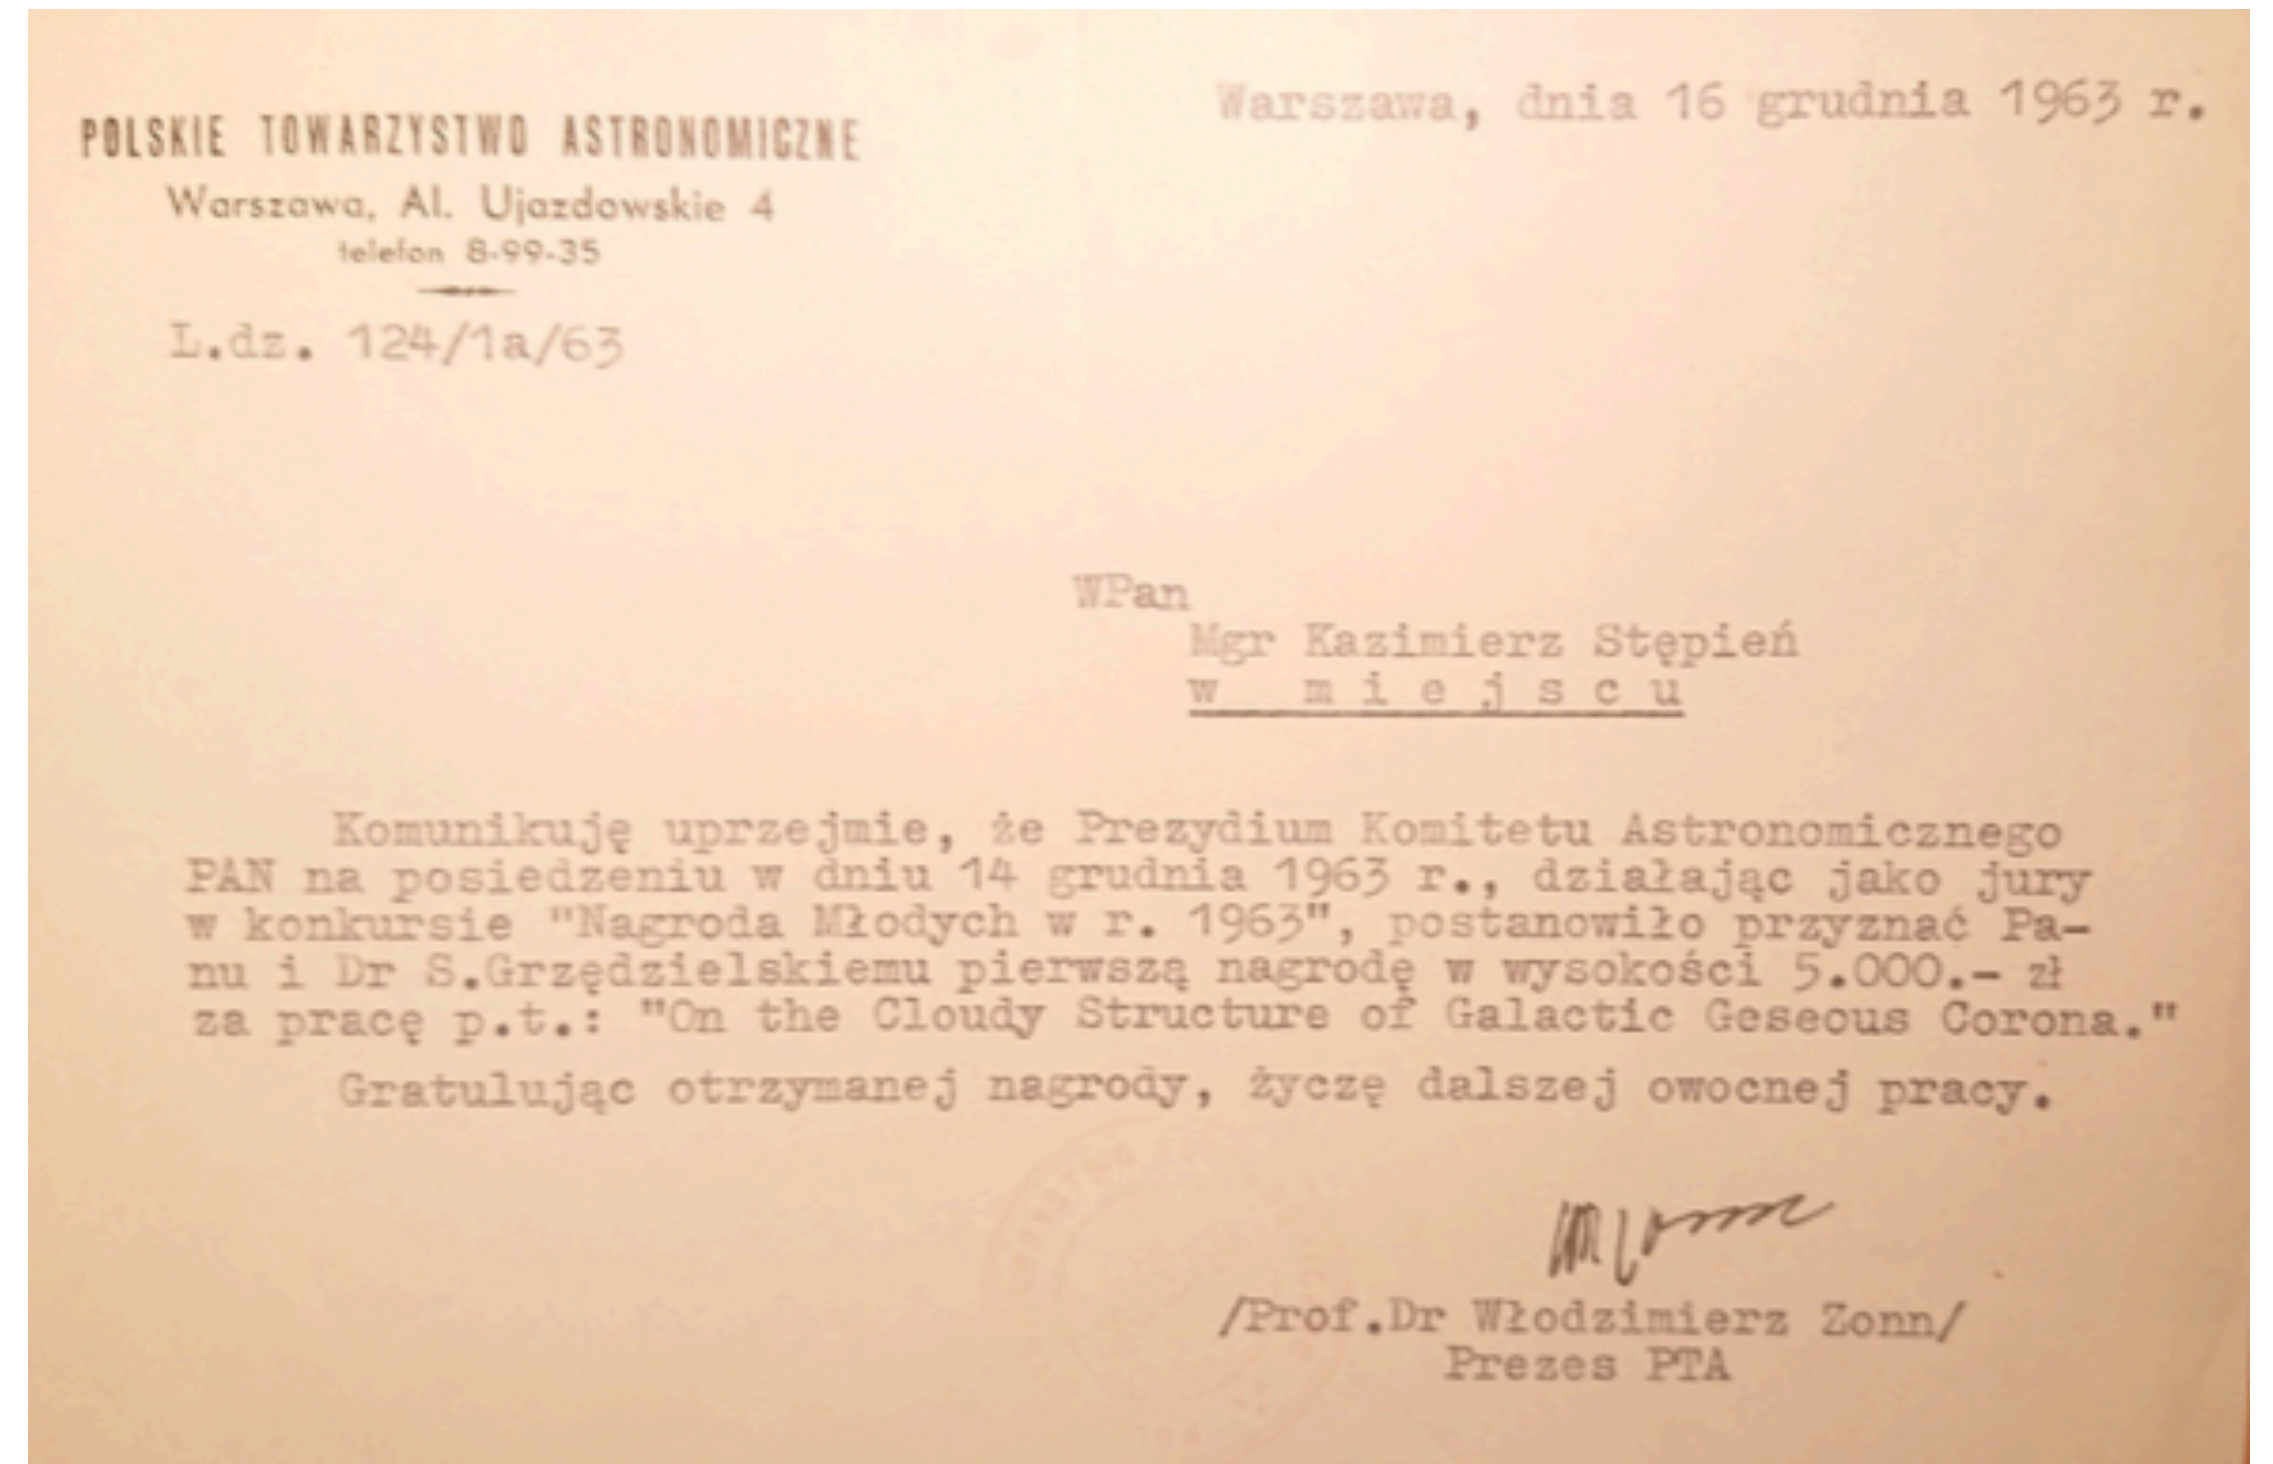 Warszawa, dnia 16 grudnia 1963 r.
POLSKIE TOWARZYSTWO ASTRONOMICZNE
Warszawa, Al. Ujazdowskie 4
telefon 8-99-35
L.dz. 124/1a/63
WPan
Mgr Kazimierz Stępień
w miejscu
Komunikuję uprzejmie, że Prezydium Komitetu Astronomicznego
PAN na posiedzeniu w dniu 14 grudnia 1963 r., działając jako jury
w konkursie "Nagroda Młodych w r. 1963", postanowiło przyznać Pa-
nu i Dr S.Grzędzielskiemu pierwszą nagrodę w wysokości 5.000.- zł
za pracę p.t.: "On the Cloudy Structure of Galactic Geseous Corona."
Gratulując otrzymanej nagrody, życzę dalszej owocnej pracy.
/Prof.Dr Włodzimierz Zonn/
Prezes PTA